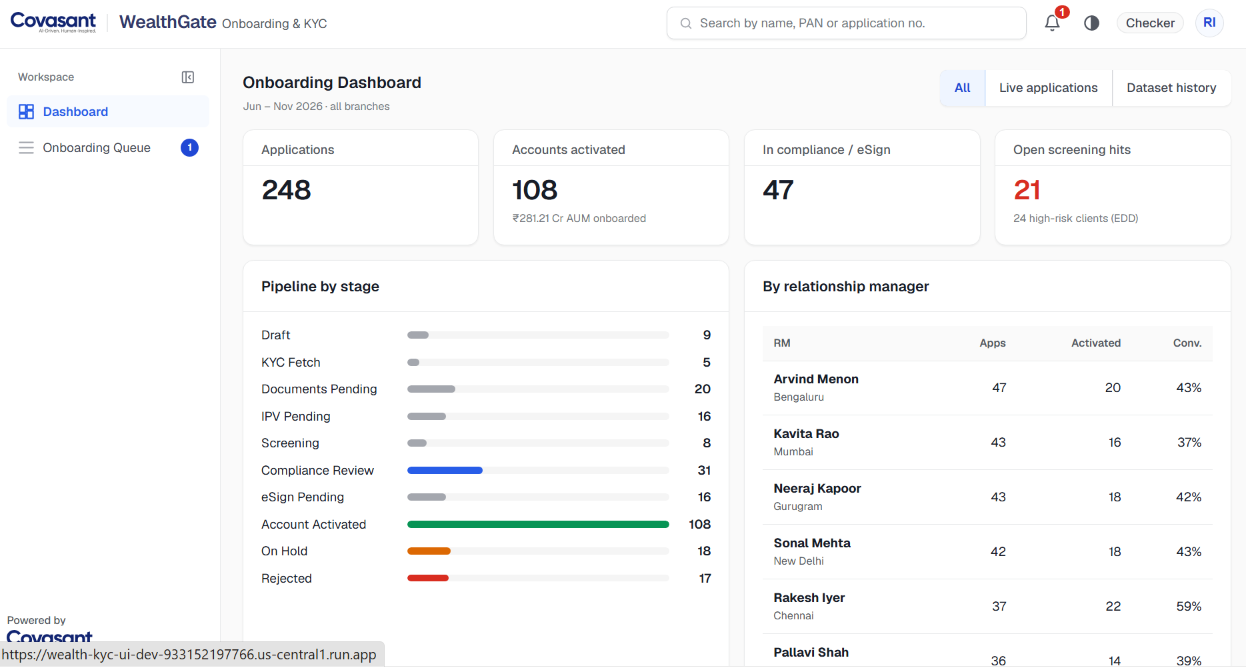 Covasant
AI-Driven. Human-Inspired.
WealthGate Onboarding & KYC
Search by name, PAN or application no.
1
Checker
RI
Workspace
Dashboard
Onboarding Queue 1
Onboarding Dashboard
Jun – Nov 2026 · all branches
All
Live applications
Dataset history
Applications
248
Accounts activated
108
₹281.21 Cr AUM onboarded
In compliance / eSign
47
Open screening hits
21
24 high-risk clients (EDD)
Pipeline by stage
Draft 9
KYC Fetch 5
Documents Pending 20
IPV Pending 16
Screening 8
Compliance Review 31
eSign Pending 16
Account Activated 108
On Hold 18
Rejected 17
By relationship manager
RM Apps Activated Conv.
Arvind Menon
Bengaluru
47 20 43%
Kavita Rao
Mumbai
43 16 37%
Neeraj Kapoor
Gurugram
43 18 42%
Sonal Mehta
New Delhi
42 18 43%
Rakesh Iyer
Chennai
37 22 59%
Pallavi Shah
36 14 39%
Powered by
Covasant
https://wealth-kyc-ui-dev-933152197766.us-central1.run.app